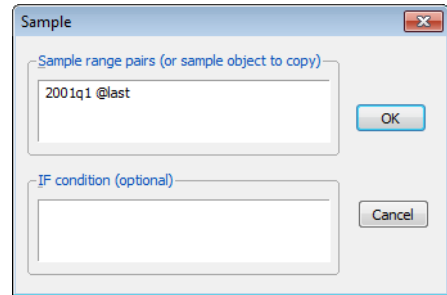 Sample
Sample range pairs (or sample object to copy)
2001q1 @last
OK
IF condition (optional)
Cancel